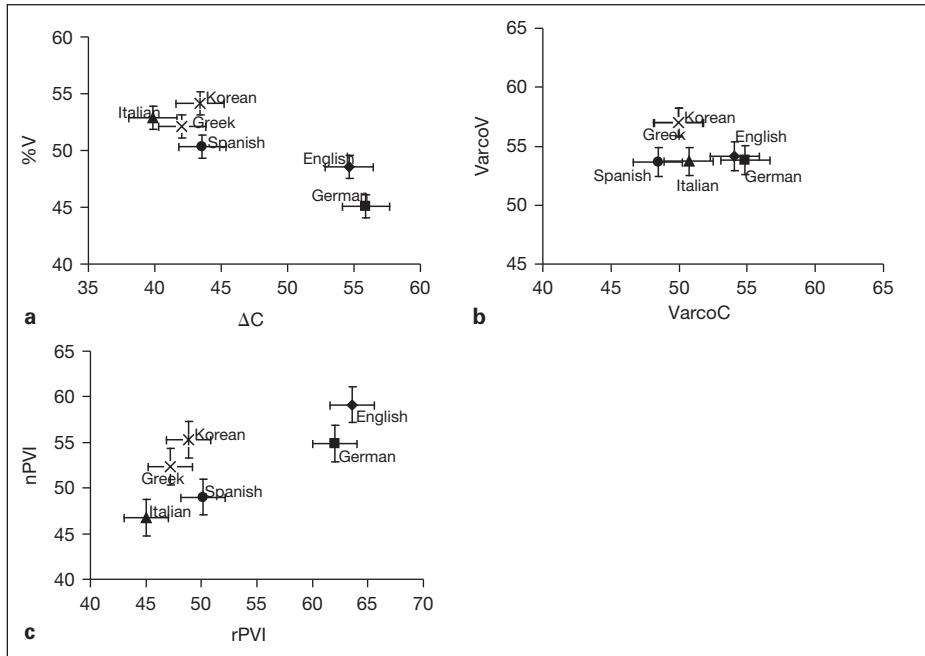 60
55
50
45
40
%V
35
40
45
50
55
60
ΔC
Italian
Korean
Greek
Spanish
English
German
a
65
60
55
50
45
VarcoV
40
45
50
55
60
65
VarcoC
Korean
Greek
English
Spanish
Italian
German
b
65
60
55
50
45
40
nPVI
40
45
50
55
60
65
70
rPVI
English
Korean
German
Greek
Spanish
Italian
c